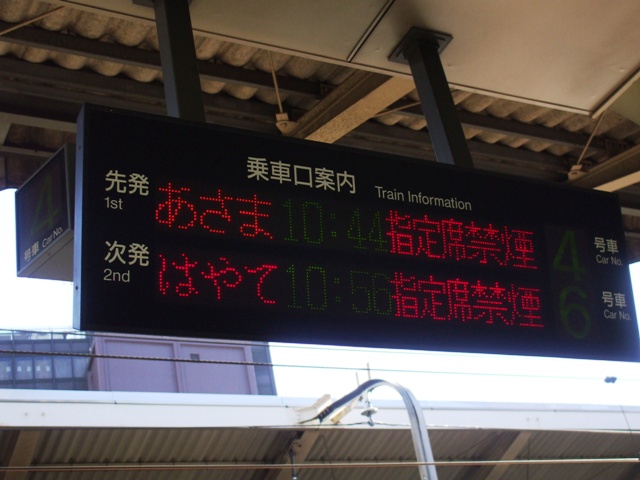 乗車口案内 Train Information
先発 1st あさま 10:44 指定席禁煙 4 号車 Car No.
次発 2nd はやて 10:56 指定席禁煙 6 号車 Car No.
4 号車 Car No.